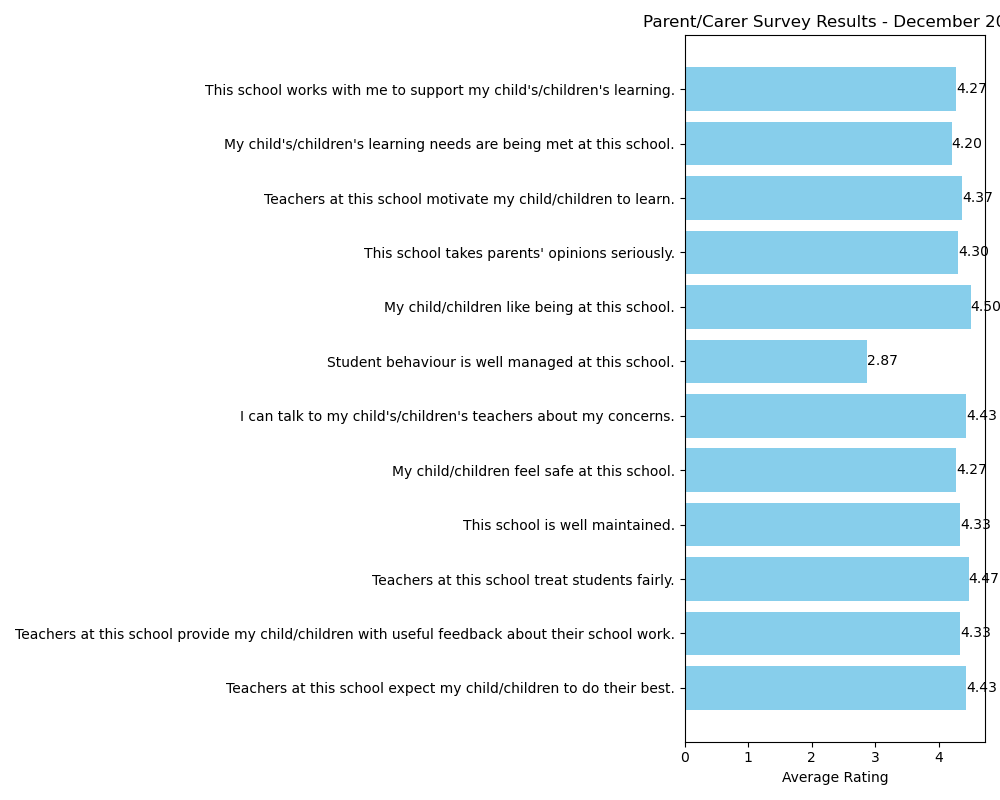 Parent/Carer Survey Results - December 20
This school works with me to support my child's/children's learning.
4.27
My child's/children's learning needs are being met at this school.
4.20
Teachers at this school motivate my child/children to learn.
4.37
This school takes parents' opinions seriously.
4.30
My child/children like being at this school.
4.50
Student behaviour is well managed at this school.
2.87
I can talk to my child's/children's teachers about my concerns.
4.43
My child/children feel safe at this school.
4.27
This school is well maintained.
4.33
Teachers at this school treat students fairly.
4.47
Teachers at this school provide my child/children with useful feedback about their school work.
4.33
Teachers at this school expect my child/children to do their best.
4.43
0 1 2 3 4
Average Rating